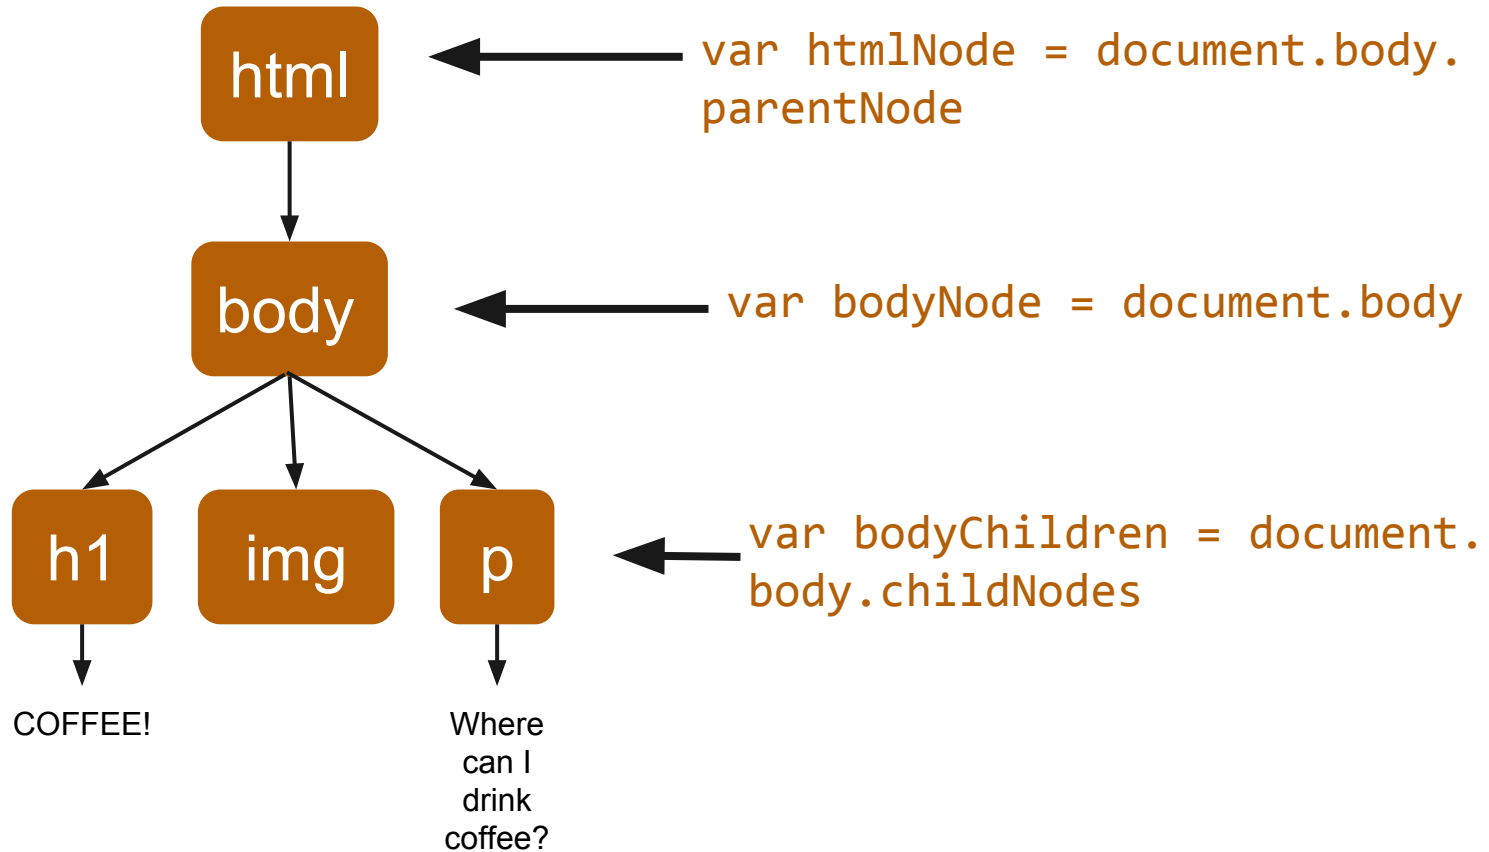 html
var htmlNode = document.body.
parentNode
body
var bodyNode = document.body
h1
img
p
var bodyChildren = document.
body.childNodes
COFFEE!
Where
can I
drink
coffee?